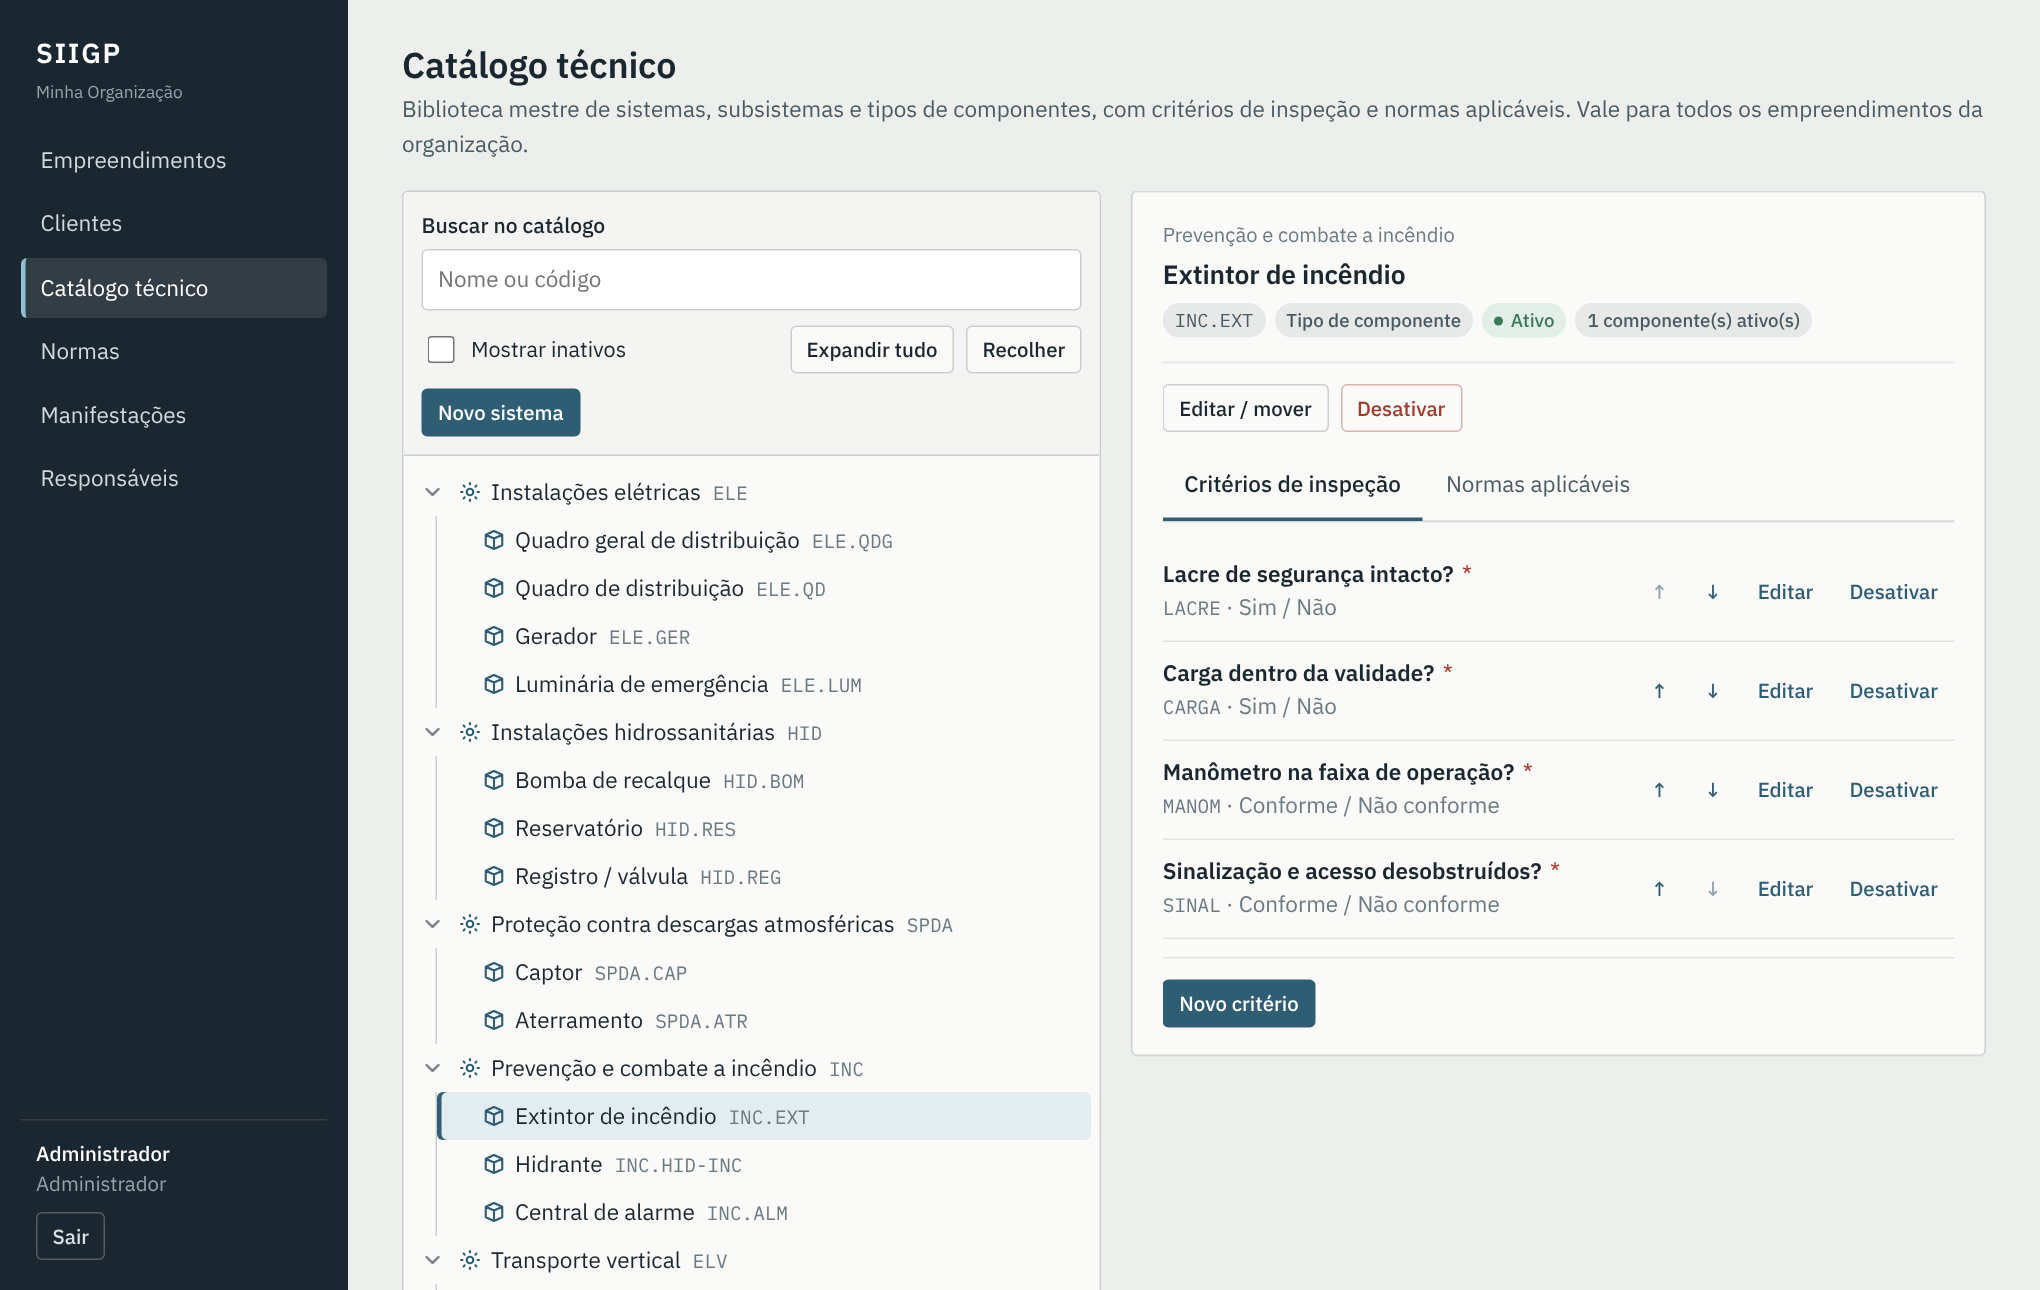 SIIGP
Minha Organização
Empreendimentos
Clientes
Catálogo técnico
Normas
Manifestações
Responsáveis
Administrador
Administrador
Sair
Catálogo técnico
Biblioteca mestre de sistemas, subsistemas e tipos de componentes, com critérios de inspeção e normas aplicáveis. Vale para todos os empreendimentos da
organização.
Buscar no catálogo
Nome ou código
Mostrar inativos
Expandir tudo
Recolher
Novo sistema
Instalações elétricas ELE
Quadro geral de distribuição ELE.QDG
Quadro de distribuição ELE.QD
Gerador ELE.GER
Luminária de emergência ELE.LUM
Instalações hidrossanitárias HID
Bomba de recalque HID.BOM
Reservatório HID.RES
Registro / válvula HID.REG
Proteção contra descargas atmosféricas SPDA
Captor SPDA.CAP
Aterramento SPDA.ATR
Prevenção e combate a incêndio INC
Extintor de incêndio INC.EXT
Hidrante INC.HID-INC
Central de alarme INC.ALM
Transporte vertical ELV
Prevenção e combate a incêndio
Extintor de incêndio
INC.EXT Tipo de componente Ativo 1 componente(s) ativo(s)
Editar / mover Desativar
Critérios de inspeção Normas aplicáveis
Lacre de segurança intacto? *
LACRE · Sim / Não
↑ ↓ Editar Desativar
Carga dentro da validade? *
CARGA · Sim / Não
↑ ↓ Editar Desativar
Manômetro na faixa de operação? *
MANOM · Conforme / Não conforme
↑ ↓ Editar Desativar
Sinalização e acesso desobstruídos? *
SINAL · Conforme / Não conforme
↑ ↓ Editar Desativar
Novo critério